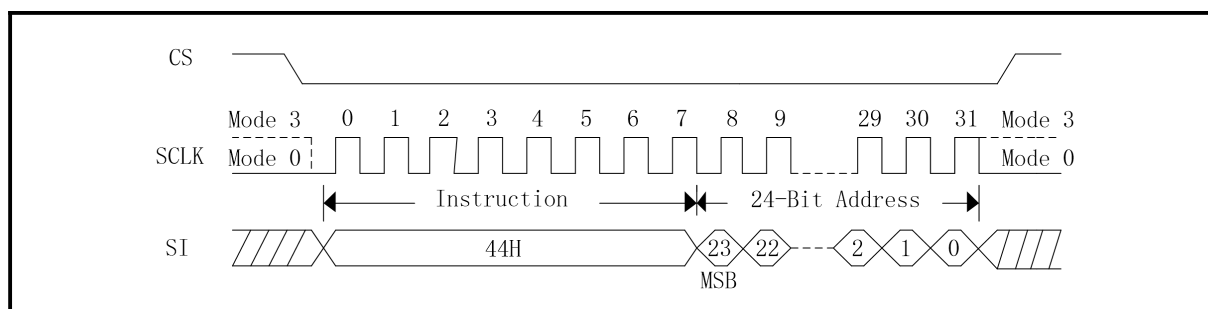 CS
Mode 3 0 1 2 3 4 5 6 7 8 9 29 30 31 Mode 3
SCLK Mode 0 Mode 0
Instruction 24-Bit Address
SI 44H 23 22 2 1 0
MSB